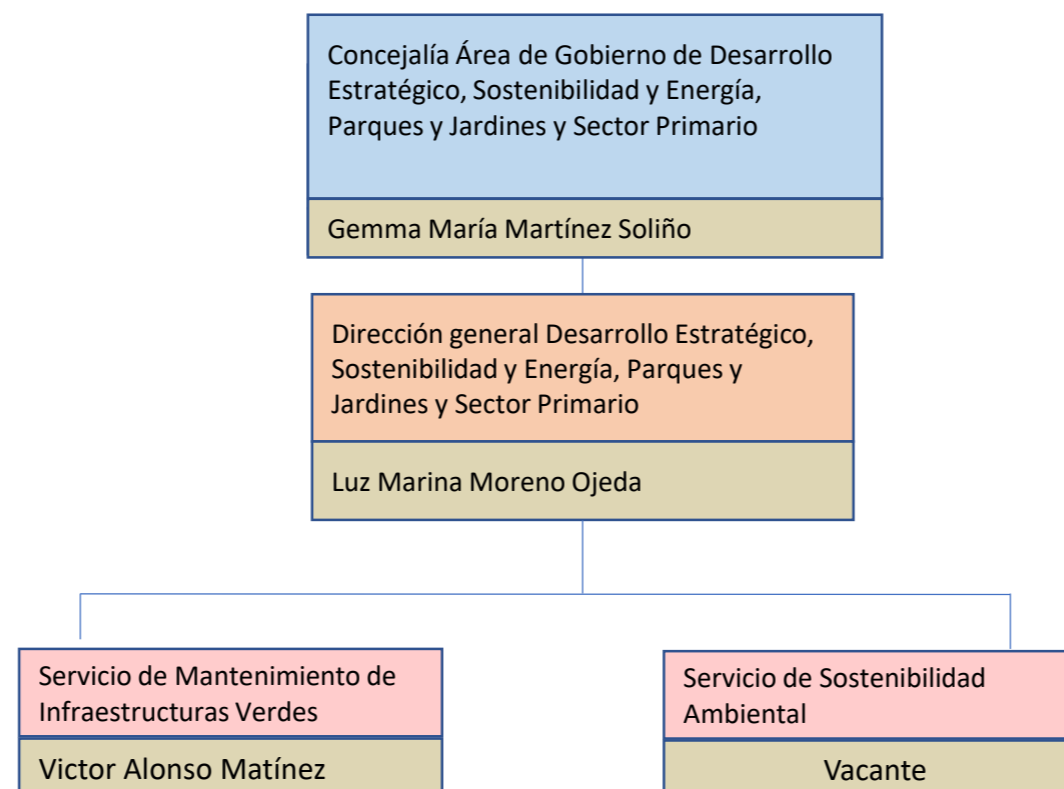 Concejalía Área de Gobierno de Desarrollo
Estratégico, Sostenibilidad y Energía,
Parques y Jardines y Sector Primario
Gemma María Martínez Soliño
Dirección general Desarrollo Estratégico,
Sostenibilidad y Energía, Parques y
Jardines y Sector Primario
Luz Marina Moreno Ojeda
Servicio de Mantenimiento de
Infraestructuras Verdes
Victor Alonso Matínez
Servicio de Sostenibilidad
Ambiental
Vacante